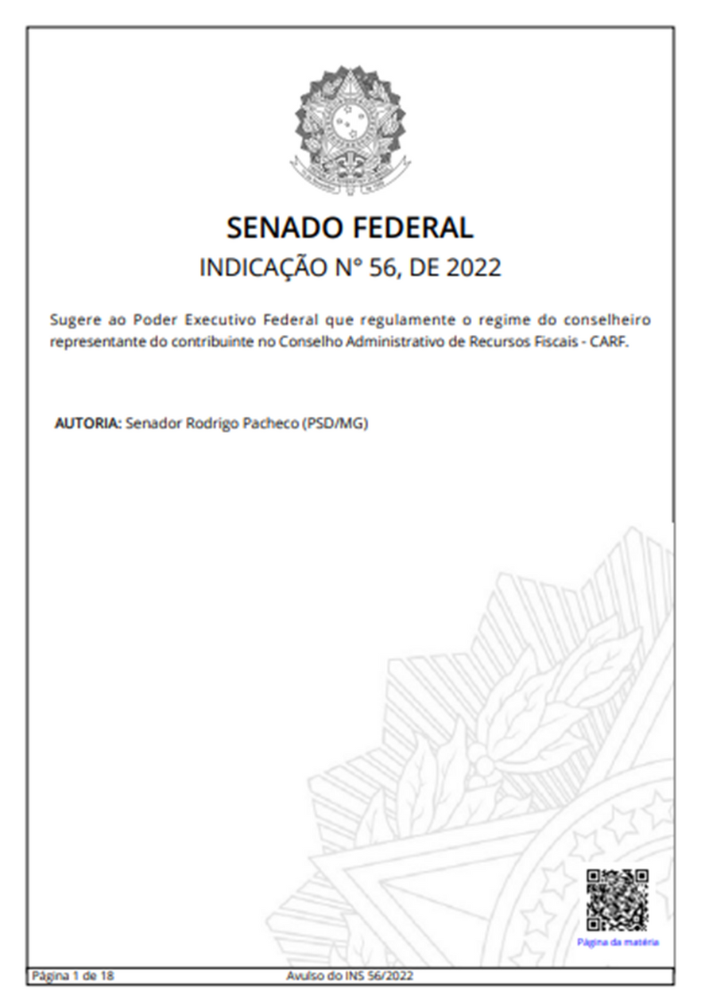 SENADO FEDERAL
INDICAÇÃO N° 56, DE 2022
Sugere ao Poder Executivo Federal que regulamente o regime do conselheiro
representante do contribuinte no Conselho Administrativo de Recursos Fiscais - CARF.
AUTORIA: Senador Rodrigo Pacheco (PSD/MG)
Página da matéria
Página 1 de 18 Avulso do INS 56/2022